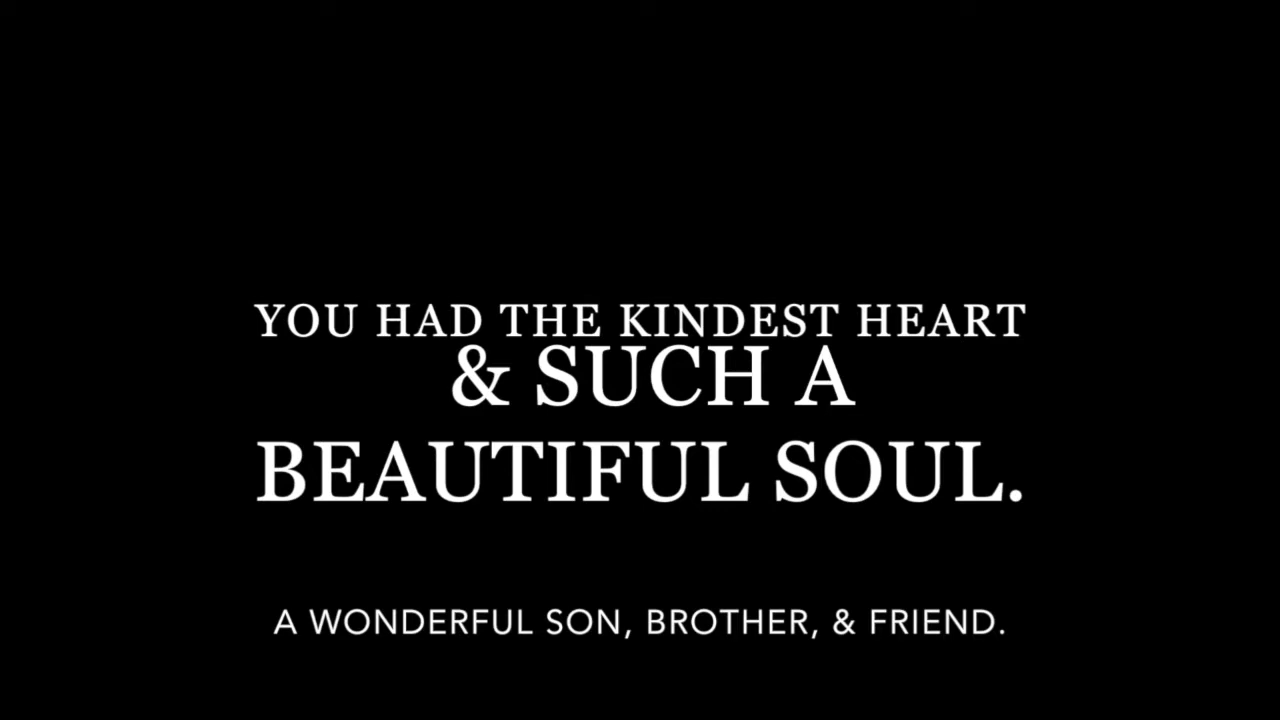 YOU HAD THE KINDEST HEART
& SUCH A
BEAUTIFUL SOUL.
A WONDERFUL SON, BROTHER, & FRIEND.